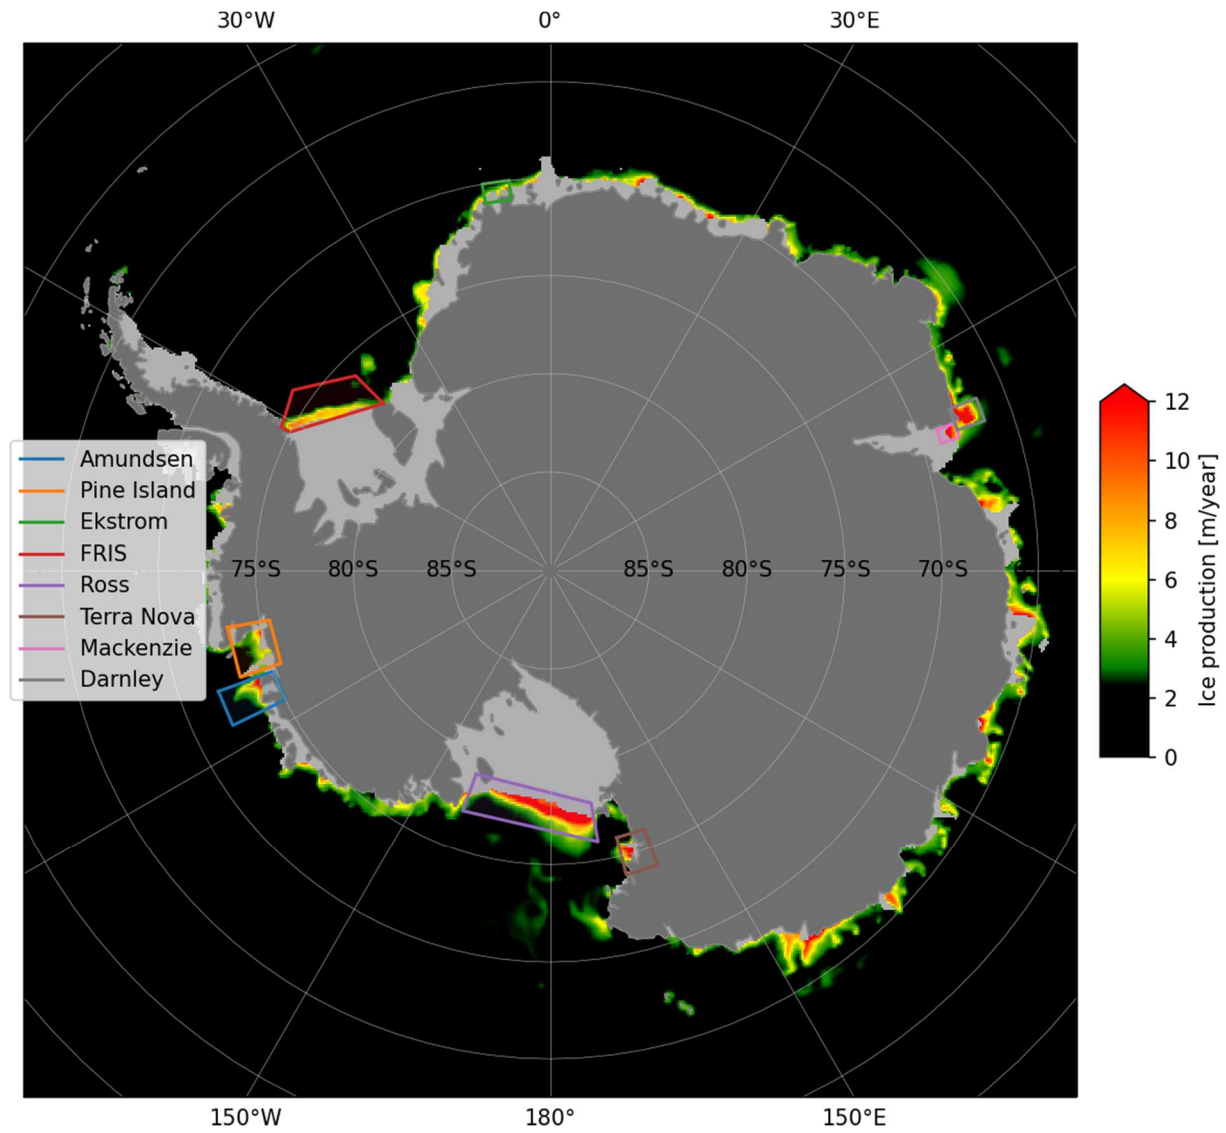 30°W 0° 30°E
Amundsen
Pine Island
Ekstrom
FRIS
Ross
Terra Nova
Mackenzie
Darnley
75°S 80°S 85°S 85°S 80°S 75°S 70°S
12
10
8
6
4
2
0
Ice production [m/year]
150°W 180° 150°E